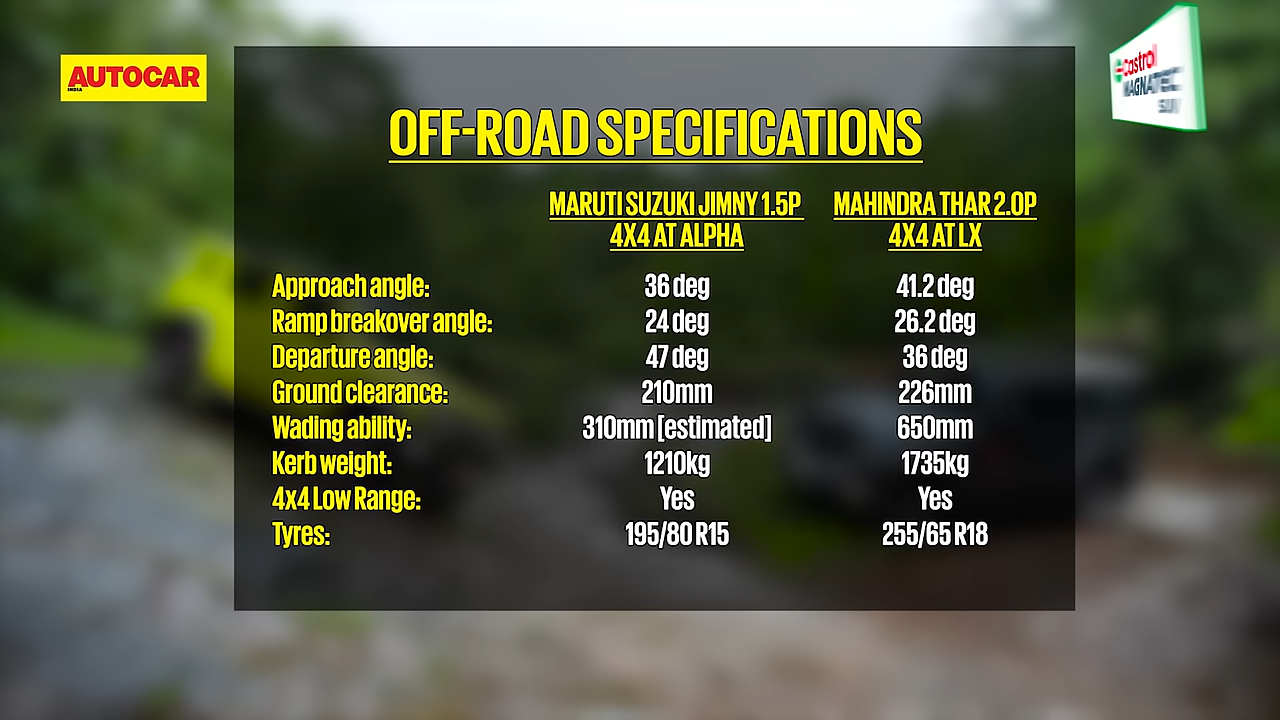 AUTOCAR
INDIA
Castrol
MAGNATEC
SUV
OFF-ROAD SPECIFICATIONS
MARUTI SUZUKI JIMNY 1.5P MAHINDRA THAR 2.0P
4X4 AT ALPHA 4X4 AT LX
Approach angle: 36 deg 41.2 deg
Ramp breakover angle: 24 deg 26.2 deg
Departure angle: 47 deg 36 deg
Ground clearance: 210mm 226mm
Wading ability: 310mm [estimated] 650mm
Kerb weight: 1210kg 1735kg
4x4 Low Range: Yes Yes
Tyres: 195/80 R15 255/65 R18